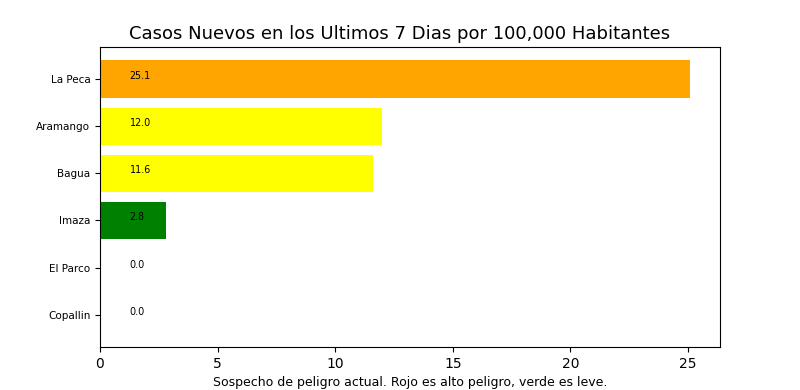 Casos Nuevos en los Ultimos 7 Dias por 100,000 Habitantes
La Peca 25.1
Aramango 12.0
Bagua 11.6
Imaza 2.8
El Parco 0.0
Copallin 0.0
0 5 10 15 20 25
Sospecho de peligro actual. Rojo es alto peligro, verde es leve.